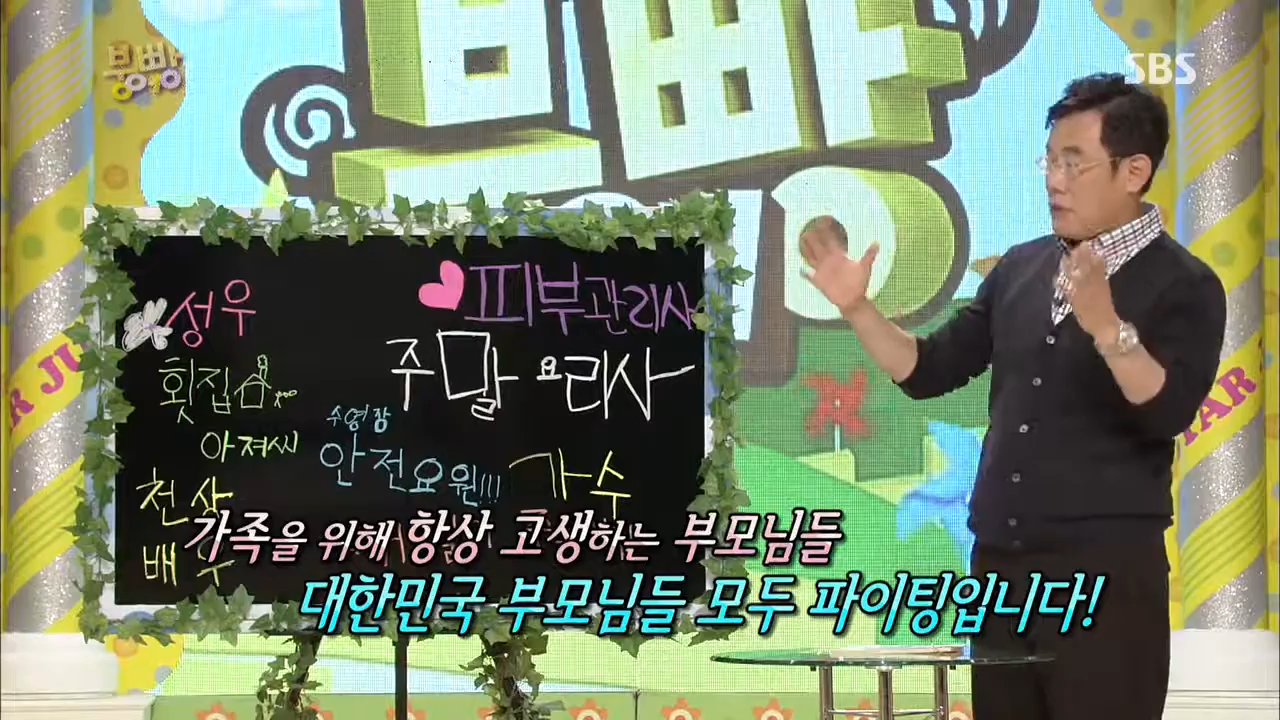 붕빵
SBS
성우
피부관리사
주말 요리사
횟집
아저씨
수영장
안전요원!!!
가수
천상
배우
가족을 위해 항상 고생하는 부모님들
대한민국 부모님들 모두 파이팅입니다!